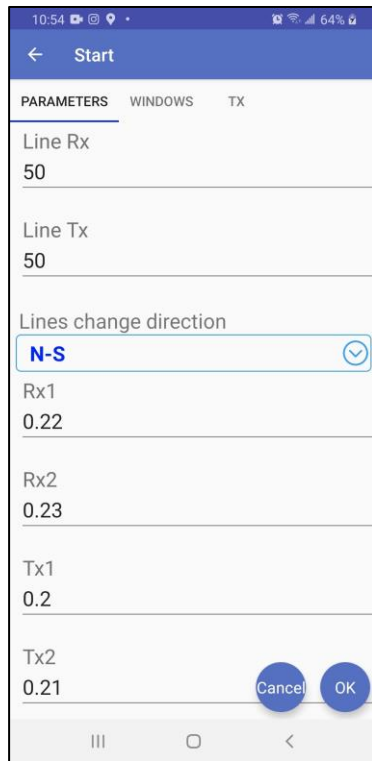 10:54 64%
Start
PARAMETERS WINDOWS TX
Line Rx
50
Line Tx
50
Lines change direction
N-S
Rx1
0.22
Rx2
0.23
Tx1
0.2
Tx2
0.21
Cancel OK